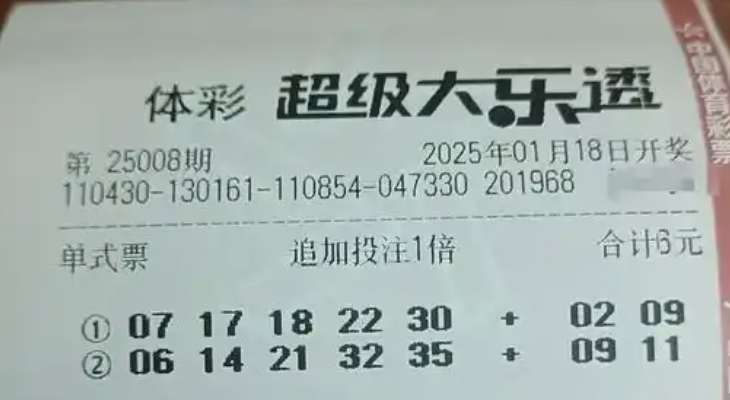 体彩 超级大乐透
第 25008期 2025年01月18日开奖
110430-130161-110854-047330 201968
单式票 追加投注1倍 合计6元
① 07 17 18 22 30 + 02 09
② 06 14 21 32 35 + 09 11
中国体育彩票